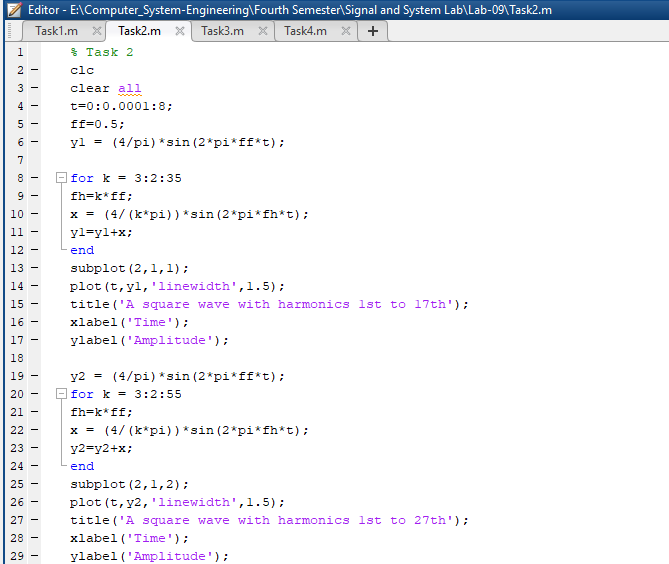 Editor - E:\Computer_System-Engineering\Fourth Semester\Signal and System Lab\Lab-09\Task2.m
Task1.m Task2.m Task3.m Task4.m
1 % Task 2
2 – clc
3 – clear all
4 – t=0:0.0001:8;
5 – ff=0.5;
6 – y1 = (4/pi)*sin(2*pi*ff*t);
7
8 – for k = 3:2:35
9 – fh=k*ff;
10 – x = (4/(k*pi))*sin(2*pi*fh*t);
11 – y1=y1+x;
12 – end
13 – subplot(2,1,1);
14 – plot(t,y1,'linewidth',1.5);
15 – title('A square wave with harmonics 1st to 17th');
16 – xlabel('Time');
17 – ylabel('Amplitude');
18
19 – y2 = (4/pi)*sin(2*pi*ff*t);
20 – for k = 3:2:55
21 – fh=k*ff;
22 – x = (4/(k*pi))*sin(2*pi*fh*t);
23 – y2=y2+x;
24 – end
25 – subplot(2,1,2);
26 – plot(t,y2,'linewidth',1.5);
27 – title('A square wave with harmonics 1st to 27th');
28 – xlabel('Time');
29 – ylabel('Amplitude');